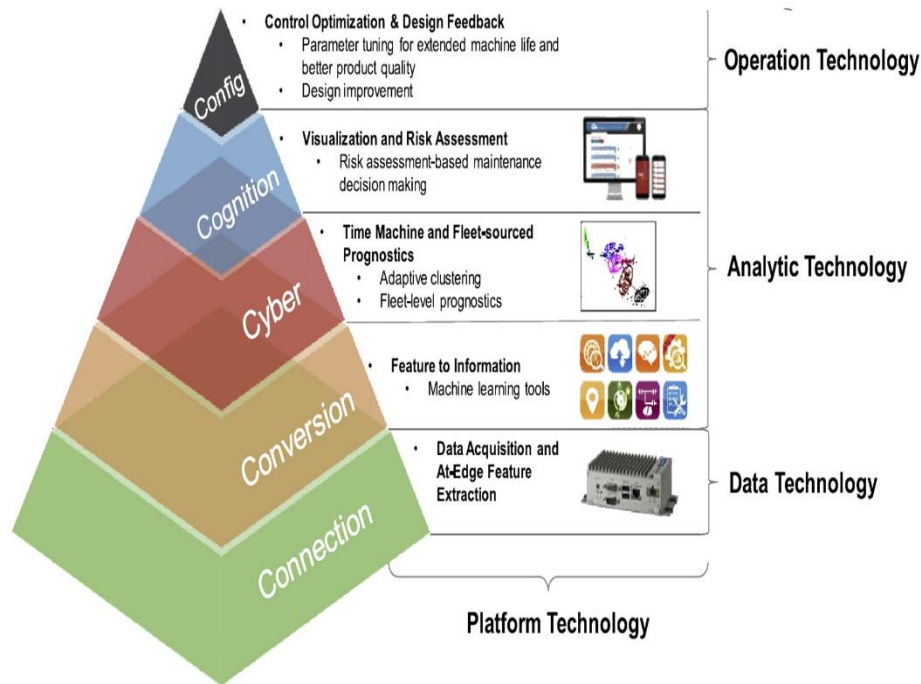 Config
• Control Optimization & Design Feedback
• Parameter tuning for extended machine life and
better product quality
• Design improvement
Operation Technology
Cognition
• Visualization and Risk Assessment
• Risk assessment-based maintenance
decision making
Cyber
• Time Machine and Fleet-sourced
Prognostics
• Adaptive clustering
• Fleet-level prognostics
Analytic Technology
Conversion
• Feature to Information
• Machine learning tools
Connection
• Data Acquisition and
At-Edge Feature
Extraction
Data Technology
Platform Technology